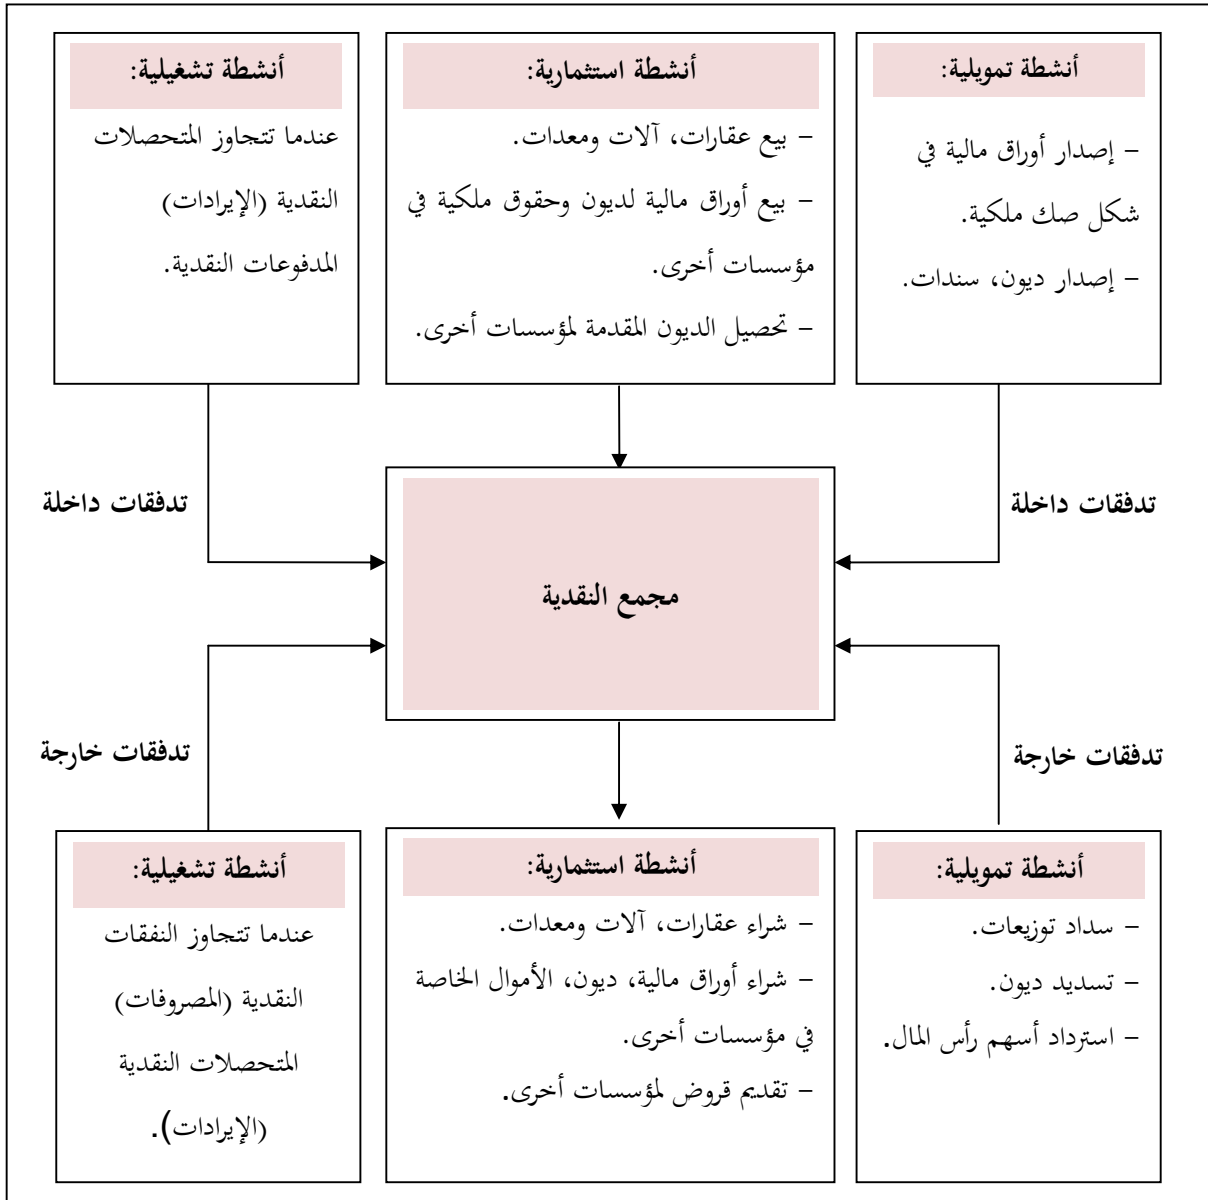 أنشطة تمويلية:
– إصدار أوراق مالية في
شكل صك ملكية.
– إصدار ديون، سندات.
أنشطة استثمارية:
– بيع عقارات، آلات ومعدات.
– بيع أوراق مالية لديون وحقوق ملكية في
مؤسسات أخرى.
– تحصيل الديون المقدمة لمؤسسات أخرى.
أنشطة تشغيلية:
عندما تتجاوز المتحصلات
النقدية (الإيرادات)
المدفوعات النقدية.
تدفقات داخلة
تدفقات داخلة
مجمع النقدية
تدفقات خارجة
تدفقات خارجة
أنشطة تمويلية:
– سداد توزيعات.
– تسديد ديون.
– استرداد أسهم رأس المال.
أنشطة استثمارية:
– شراء عقارات، آلات ومعدات.
– شراء أوراق مالية، ديون، الأموال الخاصة
في مؤسسات أخرى.
– تقديم قروض لمؤسسات أخرى.
أنشطة تشغيلية:
عندما تتجاوز النفقات
النقدية (المصروفات)
المتحصلات النقدية
(الإيرادات).